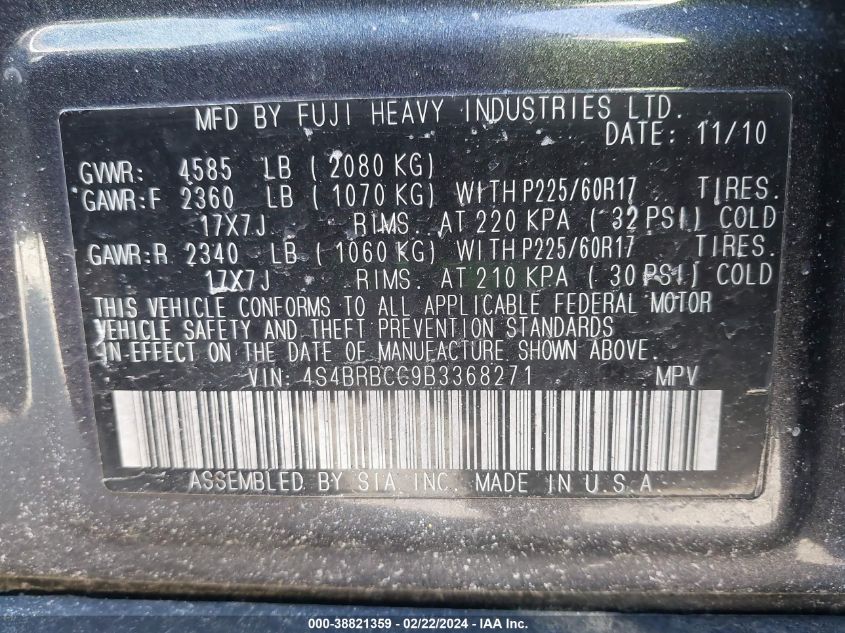 MFD BY FUJI HEAVY INDUSTRIES LTD.
DATE: 11/10
GVWR: 4585 LB ( 2080 KG)
GAWR:F 2360 LB ( 1070 KG) WITH P225/60R17 TIRES.
17X7J RIMS. AT 220 KPA ( 32 PSI) COLD
GAWR:R 2340 LB ( 1060 KG) WITH P225/60R17 TIRES.
17X7J RIMS. AT 210 KPA ( 30 PSI) COLD
THIS VEHICLE CONFORMS TO ALL APPLICABLE FEDERAL MOTOR
VEHICLE SAFETY AND THEFT PREVENTION STANDARDS
IN-EFFECT ON THE DATE OF MANUFACTURE SHOWN ABOVE.
VIN: 4S4BRBCC9B3368271 MPV
ASSEMBLED BY SIA INC. MADE IN U.S.A.
000-38821359 - 02/22/2024 - IAAI.com